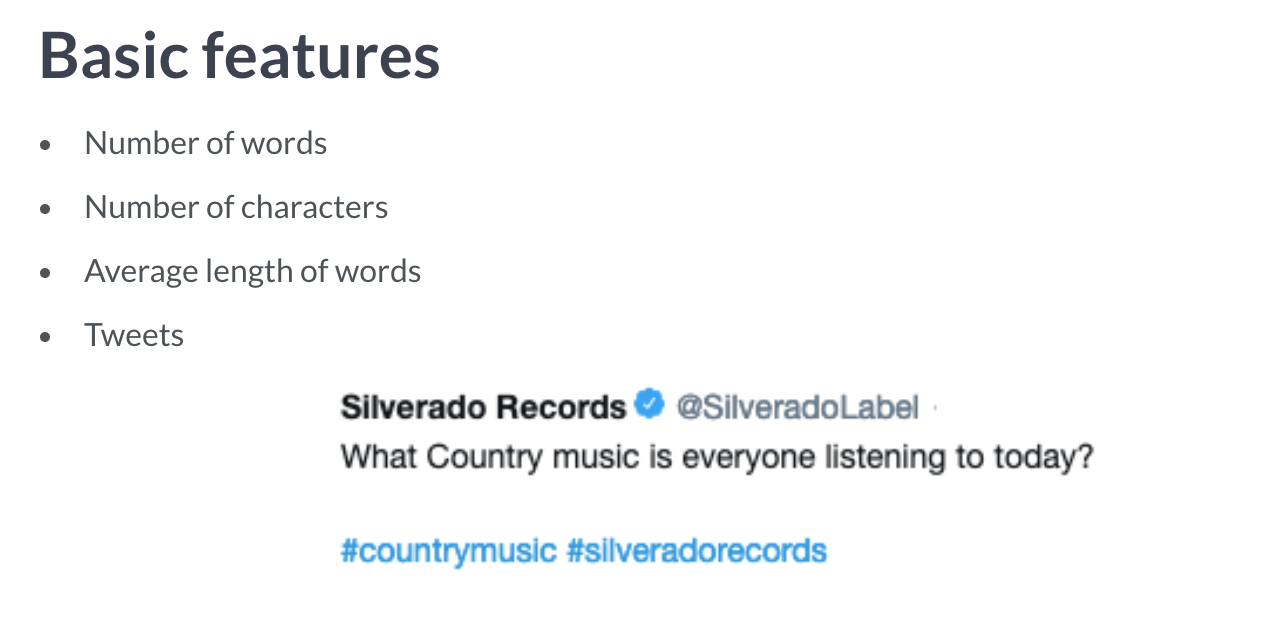 Basic features
• Number of words
• Number of characters
• Average length of words
• Tweets
Silverado Records @SilveradoLabel ·
What Country music is everyone listening to today?
#countrymusic #silveradorecords